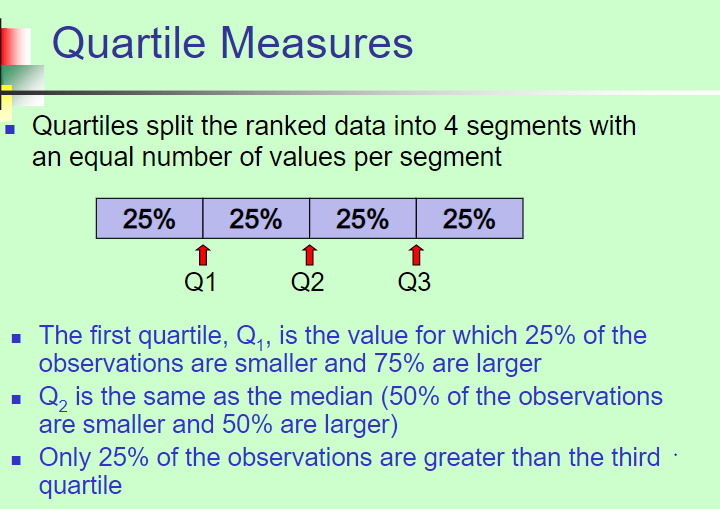 Quartile Measures
Quartiles split the ranked data into 4 segments with
an equal number of values per segment
25% 25% 25% 25%
Q1 Q2 Q3
The first quartile, Q₁, is the value for which 25% of the
observations are smaller and 75% are larger
Q₂ is the same as the median (50% of the observations
are smaller and 50% are larger)
Only 25% of the observations are greater than the third
quartile